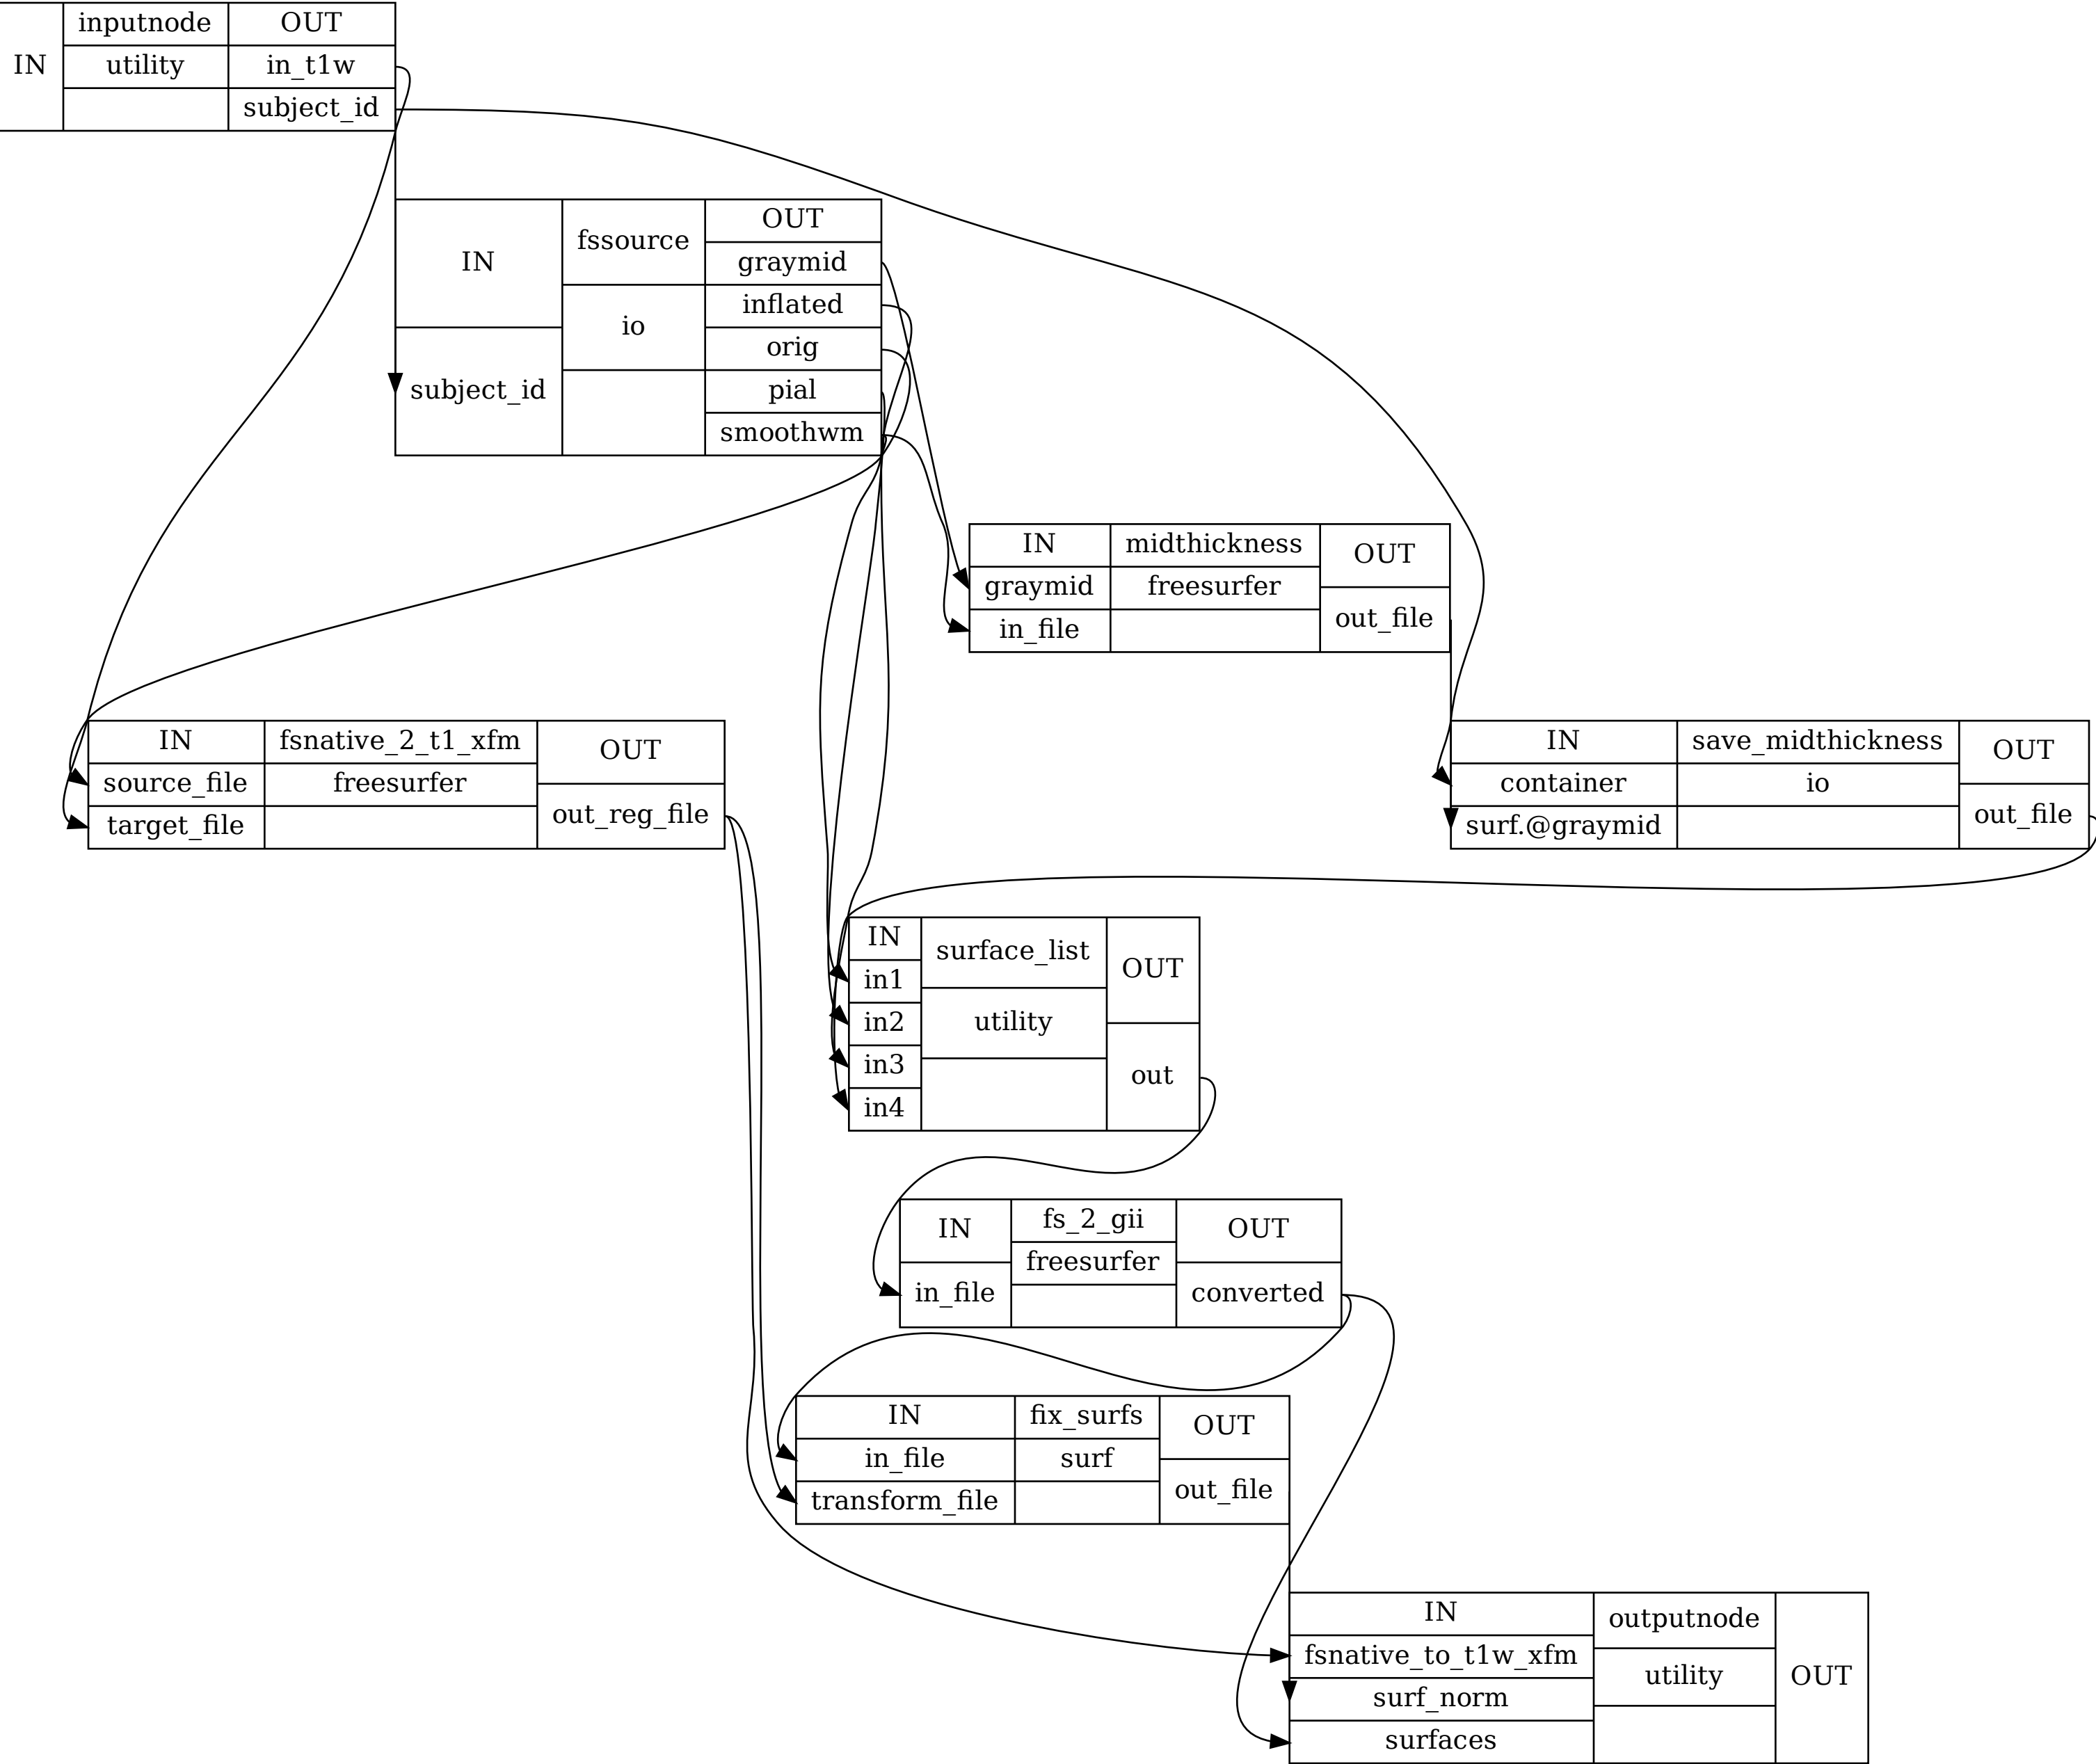 IN
inputnode
utility
OUT
in_t1w
subject_id
IN
subject_id
fssource
io
OUT
graymid
inflated
orig
pial
smoothwm
IN
graymid
in_file
midthickness
freesurfer
OUT
out_file
IN
source_file
target_file
fsnative_2_t1_xfm
freesurfer
OUT
out_reg_file
IN
container
surf.@graymid
save_midthickness
io
OUT
out_file
IN
in1
in2
in3
in4
surface_list
utility
OUT
out
IN
in_file
fs_2_gii
freesurfer
OUT
converted
IN
in_file
transform_file
fix_surfs
surf
OUT
out_file
IN
fsnative_to_t1w_xfm
surf_norm
surfaces
outputnode
utility
OUT